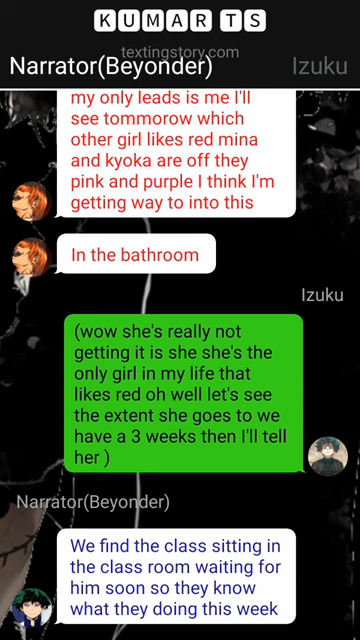 KUMAR TS
textingstory.com
Narrator(Beyonder) Izuku
my only leads is me I'll
see tommorow which
other girl likes red mina
and kyoka are off they
pink and purple I think I'm
getting way to into this
In the bathroom
Izuku
(wow she's really not
getting it is she she's the
only girl in my life that
likes red oh well let's see
the extent she goes to we
have a 3 weeks then I'll tell
her )
Narrator(Beyonder)
We find the class sitting in
the class room waiting for
him soon so they know
what they doing this week